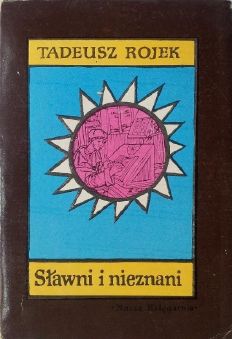 TADEUSZ ROJEK
Sławni i nieznani
Nasza Księgarnia